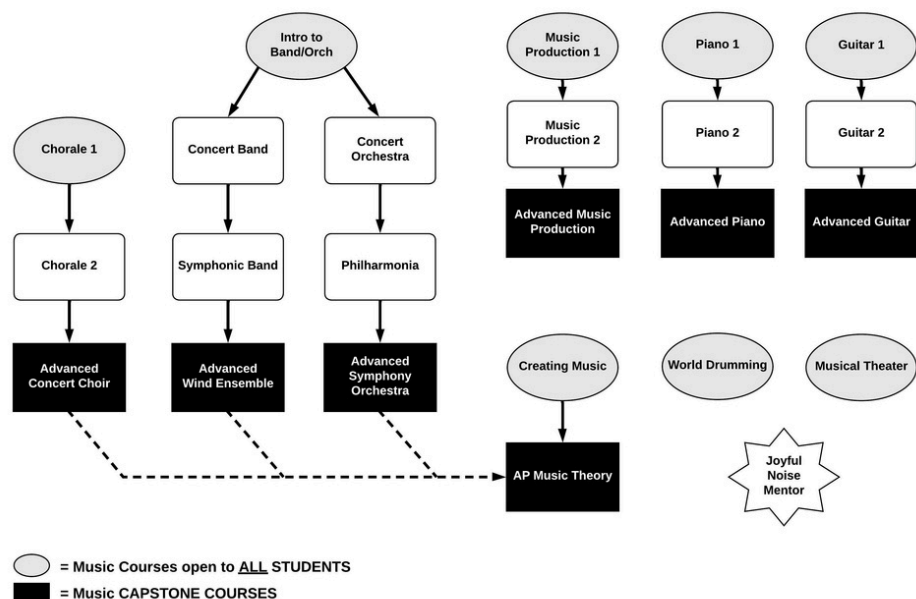 Intro to
Band/Orch
Music
Production 1
Piano 1
Guitar 1
Chorale 1
Concert Band
Concert
Orchestra
Music
Production 2
Piano 2
Guitar 2
Advanced Music
Production
Advanced Piano
Advanced Guitar
Chorale 2
Symphonic Band
Philharmonia
Advanced
Concert Choir
Advanced
Wind Ensemble
Advanced
Symphony
Orchestra
Creating Music
World Drumming
Musical Theater
AP Music Theory
Joyful
Noise
Mentor
= Music Courses open to ALL STUDENTS
= Music CAPSTONE COURSES